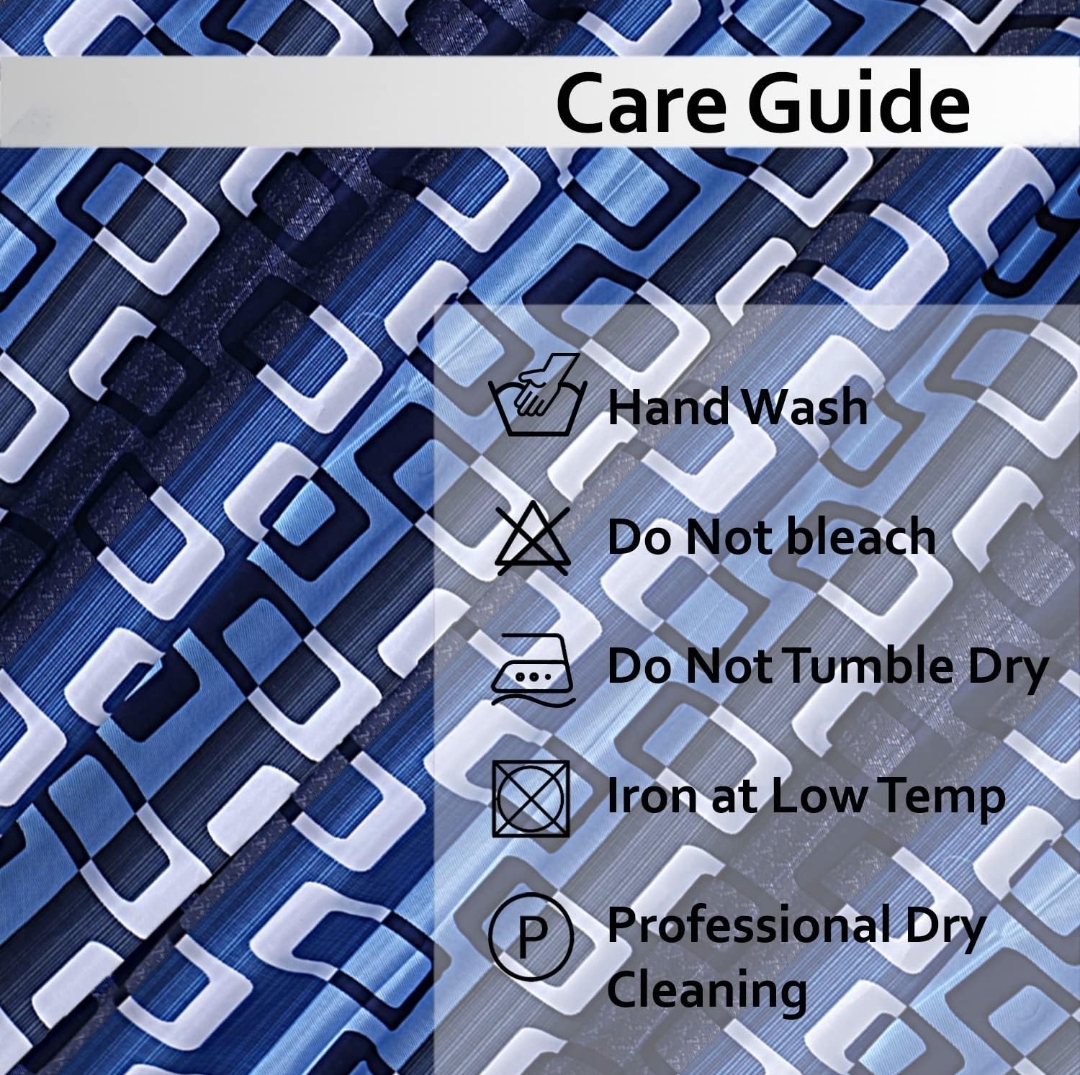 Care Guide
Hand Wash
Do Not bleach
Do Not Tumble Dry
Iron at Low Temp
P
Professional Dry
Cleaning